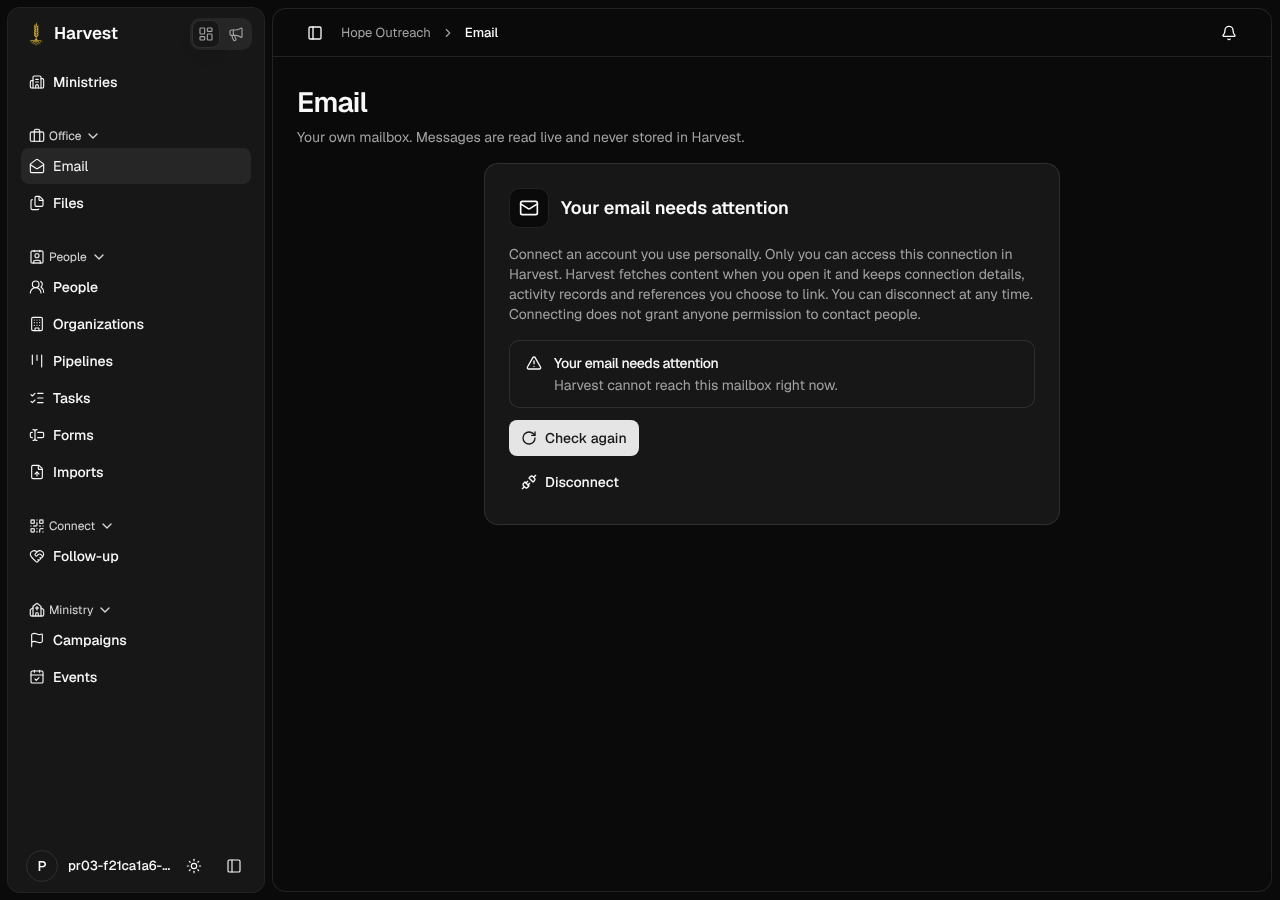 Harvest
Ministries
Office
Email
Files
People
People
Organizations
Pipelines
Tasks
Forms
Imports
Connect
Follow-up
Ministry
Campaigns
Events
P
pr03-f21ca1a6-...
Hope Outreach > Email
Email
Your own mailbox. Messages are read live and never stored in Harvest.
Your email needs attention
Connect an account you use personally. Only you can access this connection in
Harvest. Harvest fetches content when you open it and keeps connection details,
activity records and references you choose to link. You can disconnect at any time.
Connecting does not grant anyone permission to contact people.
Your email needs attention
Harvest cannot reach this mailbox right now.
Check again
Disconnect